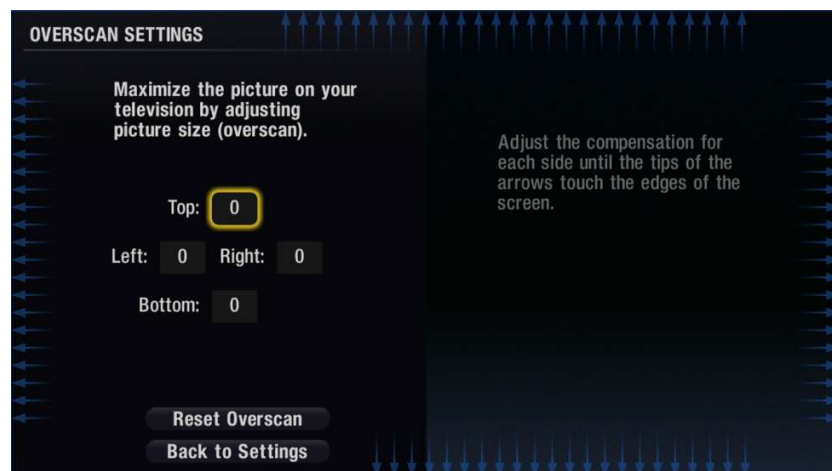 OVERSCAN SETTINGS
Maximize the picture on your
television by adjusting
picture size (overscan).
Adjust the compensation for
each side until the tips of the
arrows touch the edges of the
screen.
Top: 0
Left: 0 Right: 0
Bottom: 0
Reset Overscan
Back to Settings